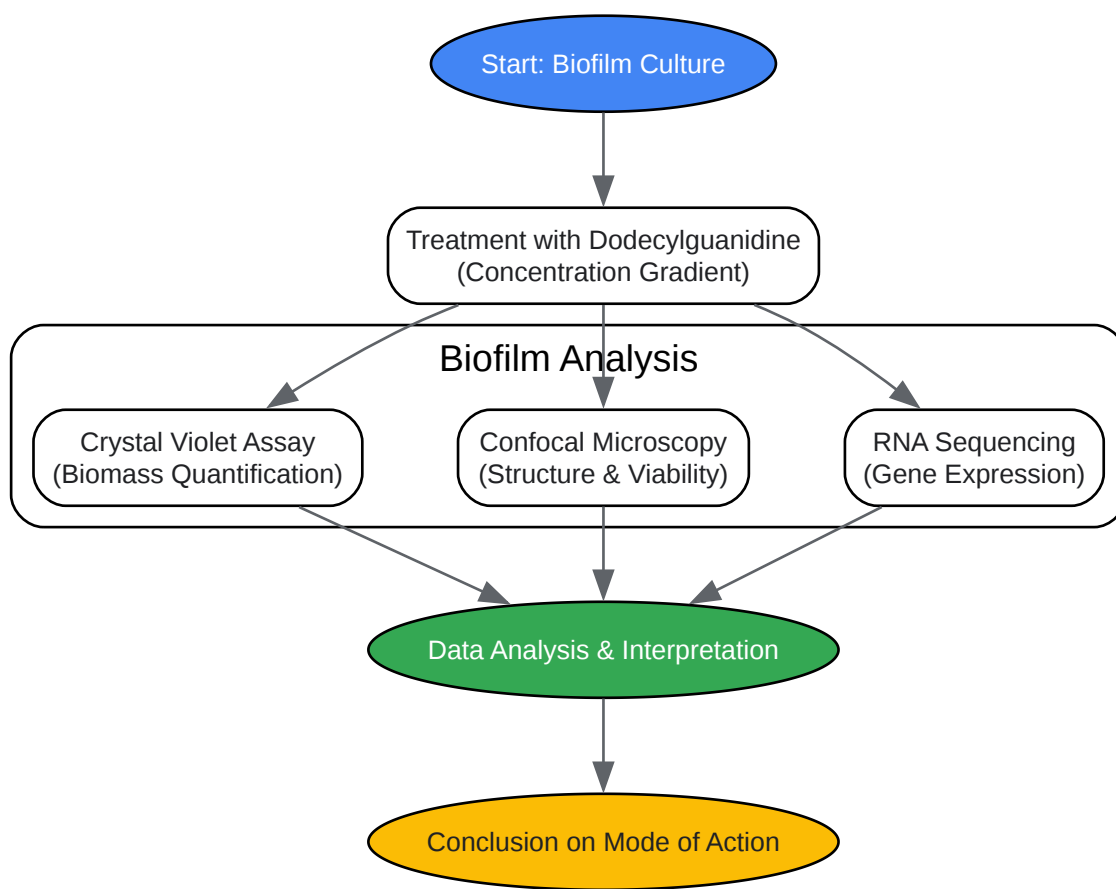 Start: Biofilm Culture
Treatment with Dodecylguanidine
(Concentration Gradient)
Biofilm Analysis
Crystal Violet Assay
(Biomass Quantification)
Confocal Microscopy
(Structure & Viability)
RNA Sequencing
(Gene Expression)
Data Analysis & Interpretation
Conclusion on Mode of Action